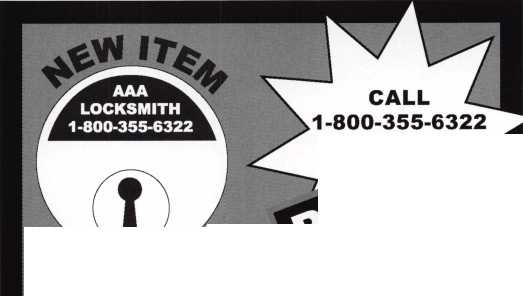 NEW ITEM
AAA
LOCKSMITH
1-800-355-6322
CALL
1-800-355-6322